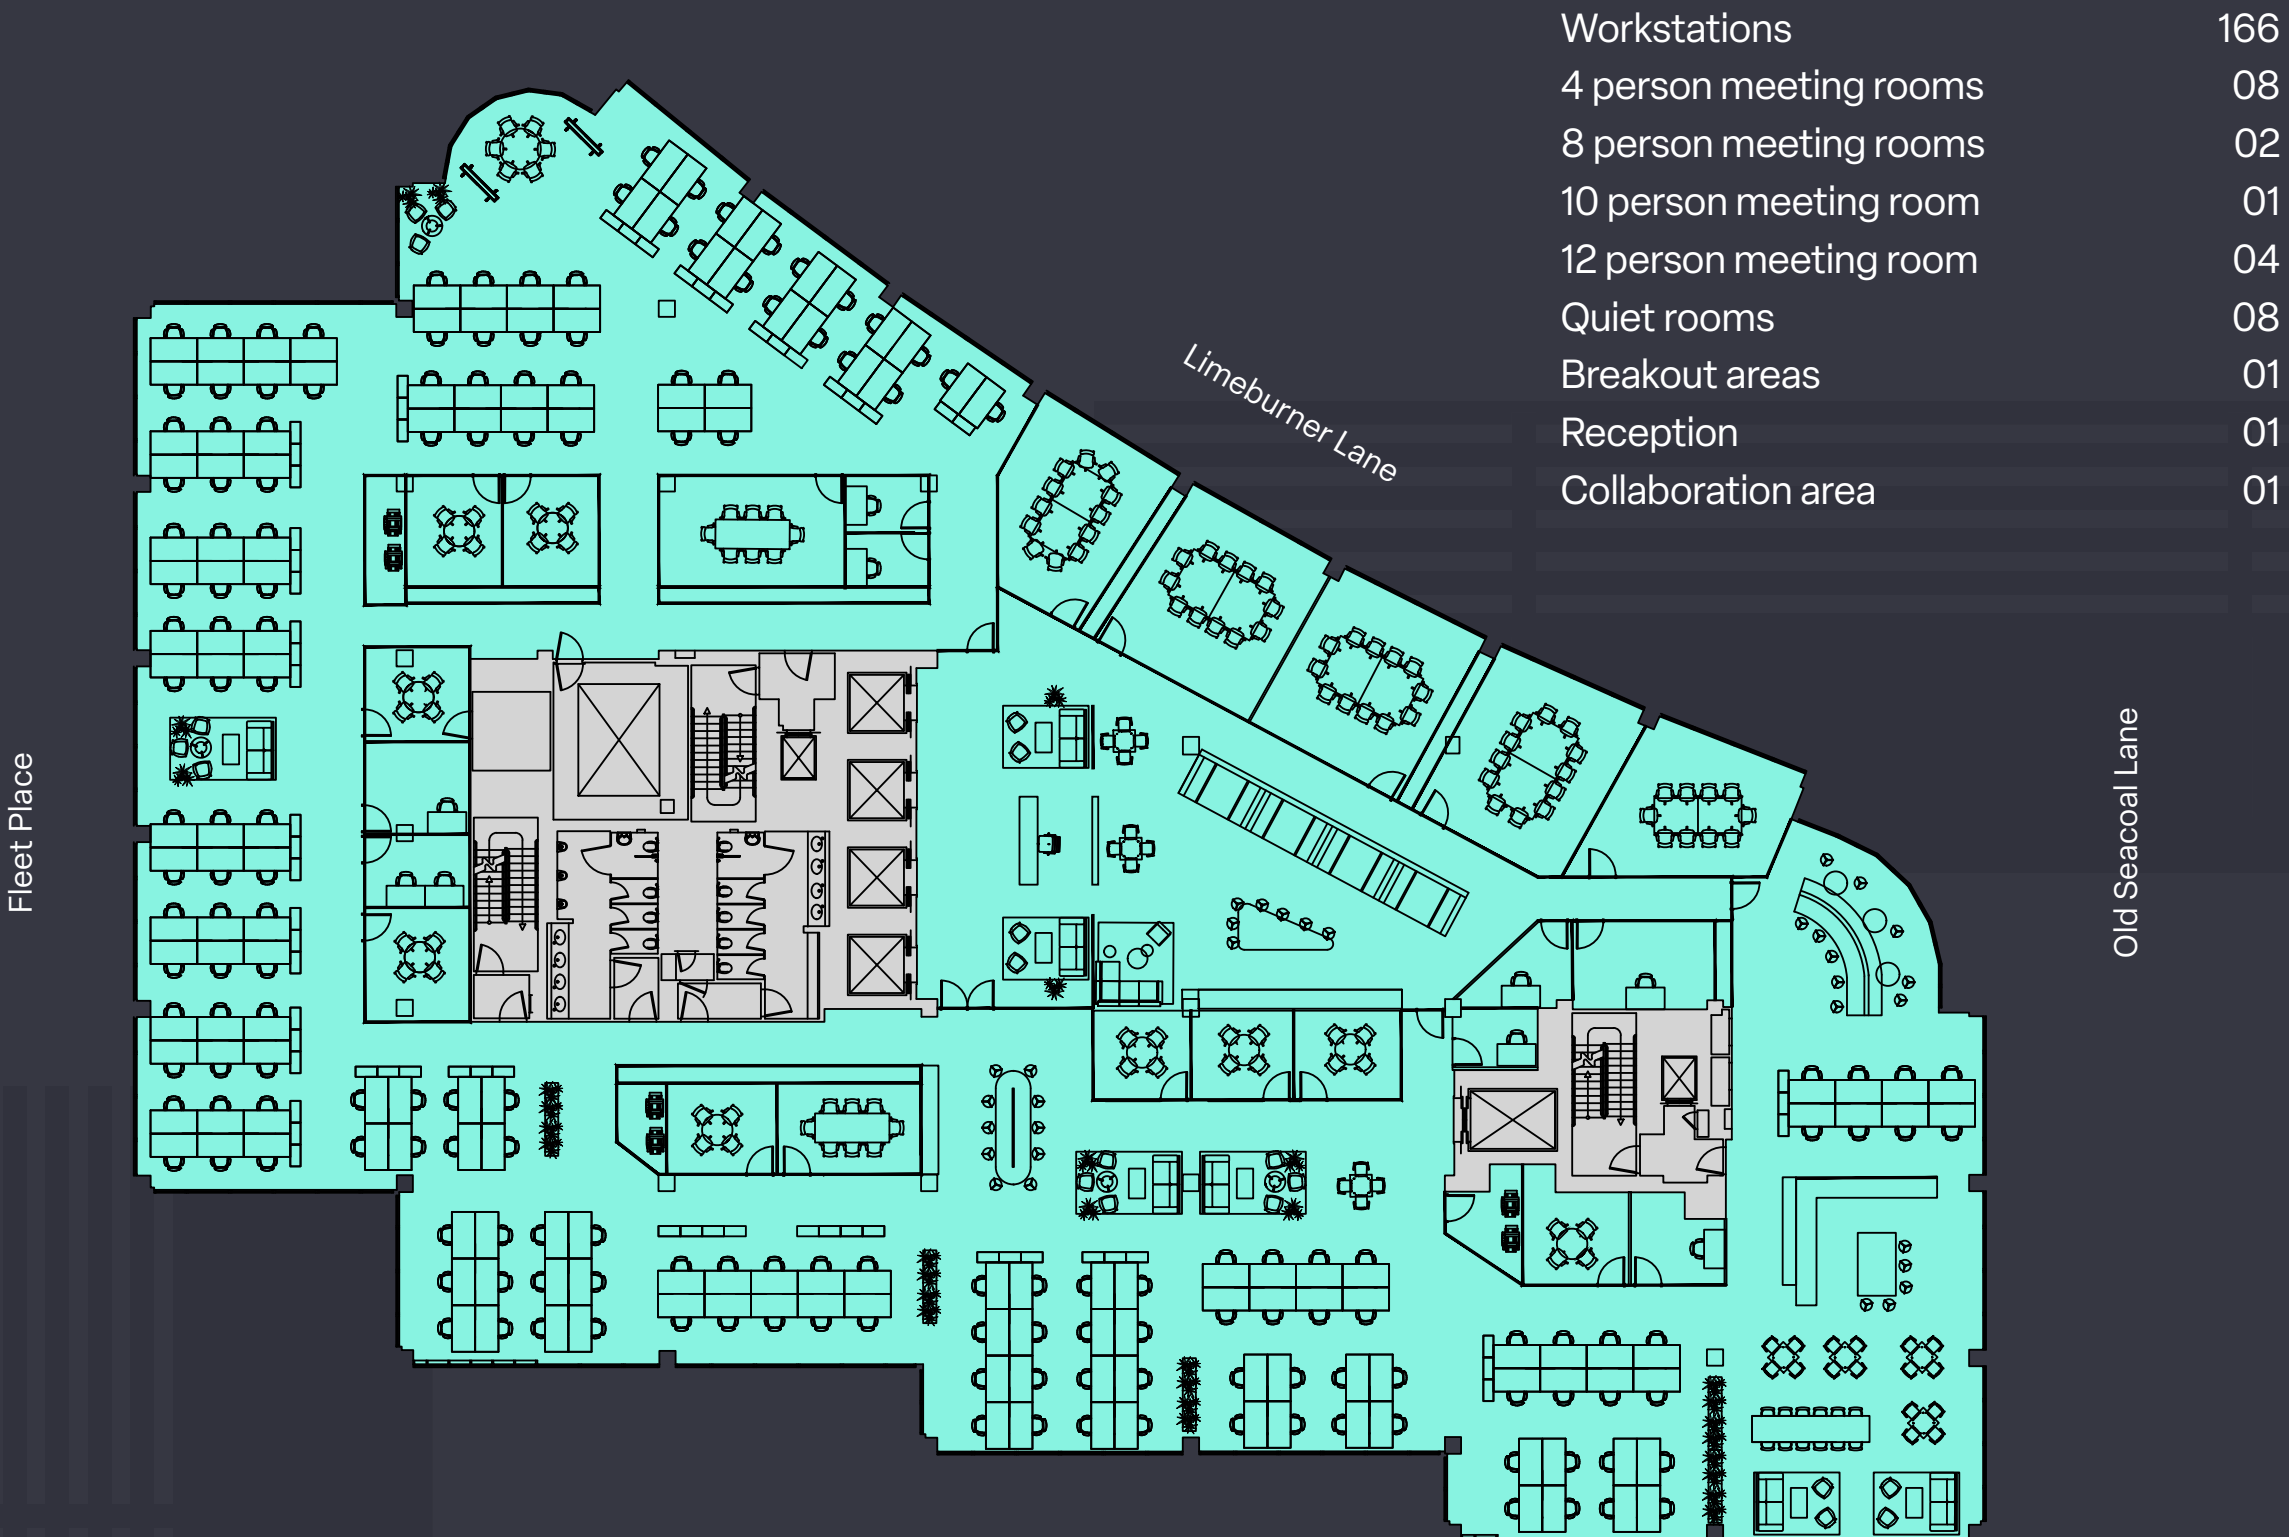 Workstations 166
4 person meeting rooms 08
8 person meeting rooms 02
10 person meeting room 01
12 person meeting room 04
Quiet rooms 08
Breakout areas 01
Reception 01
Collaboration area 01
Limeburner Lane
Fleet Place
Old Seacoal Lane